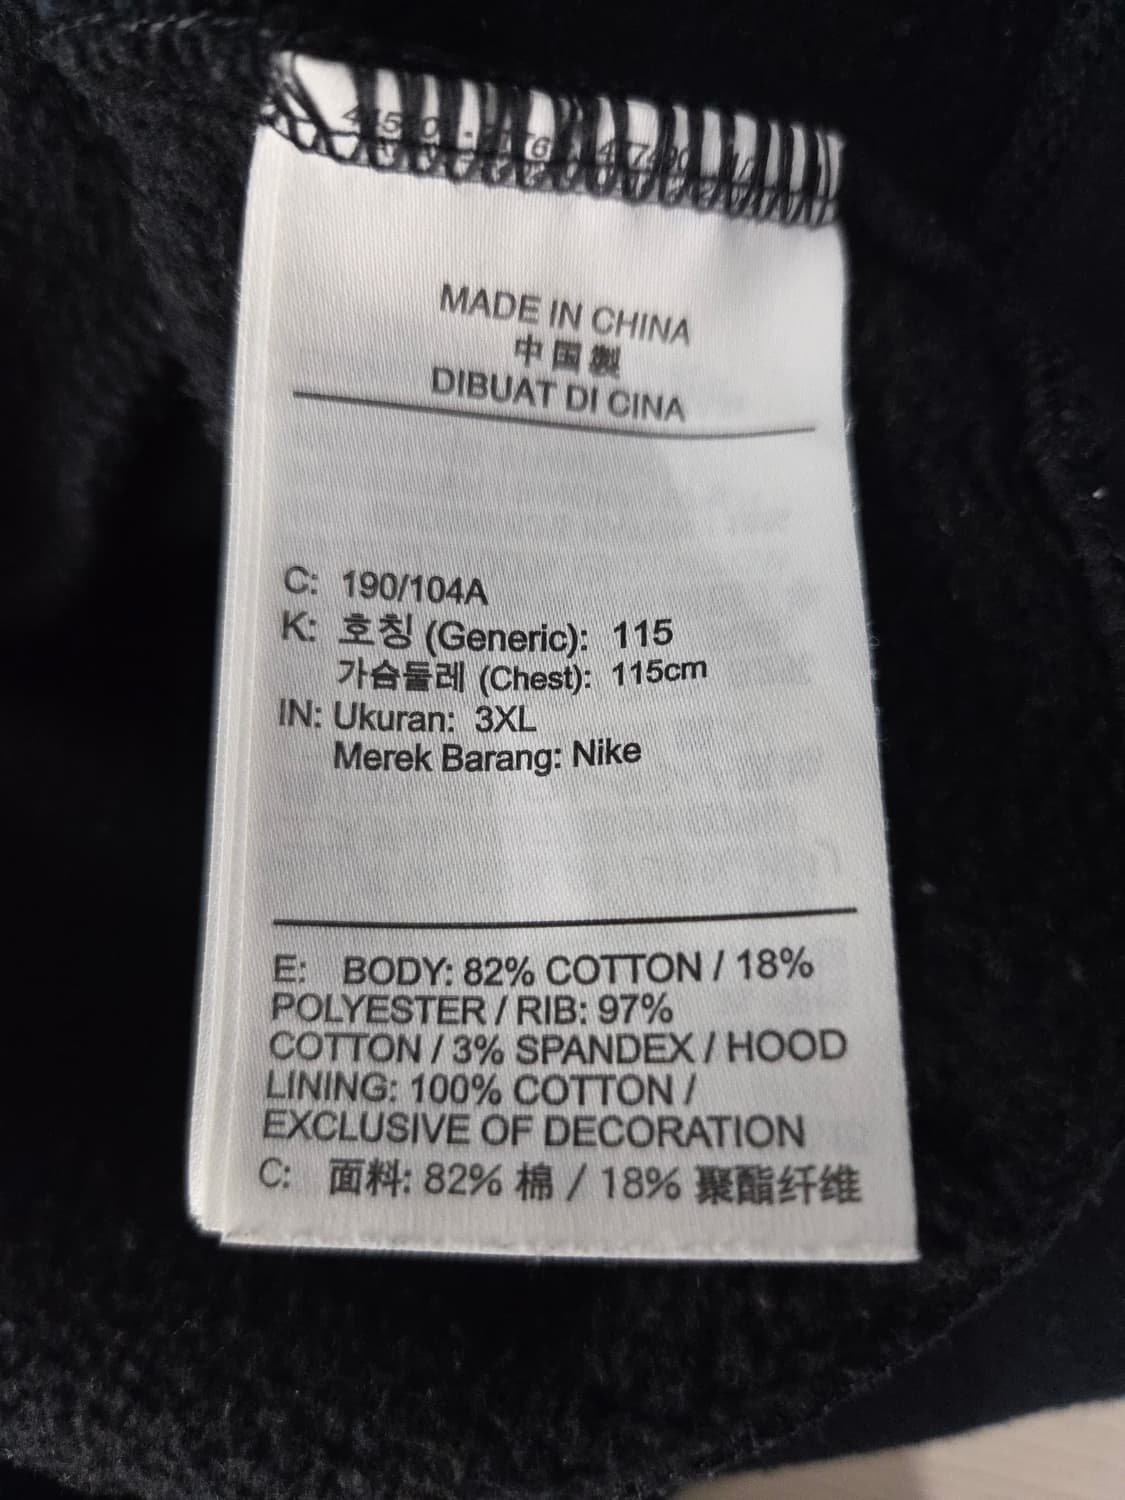 MADE IN CHINA
中国製
DIBUAT DI CINA
C: 190/104A
K: 호칭 (Generic): 115
가슴둘레 (Chest): 115cm
IN: Ukuran: 3XL
Merek Barang: Nike
E: BODY: 82% COTTON / 18%
POLYESTER / RIB: 97%
COTTON / 3% SPANDEX / HOOD
LINING: 100% COTTON /
EXCLUSIVE OF DECORATION
C: 面料: 82% 棉 / 18% 聚酯纤维